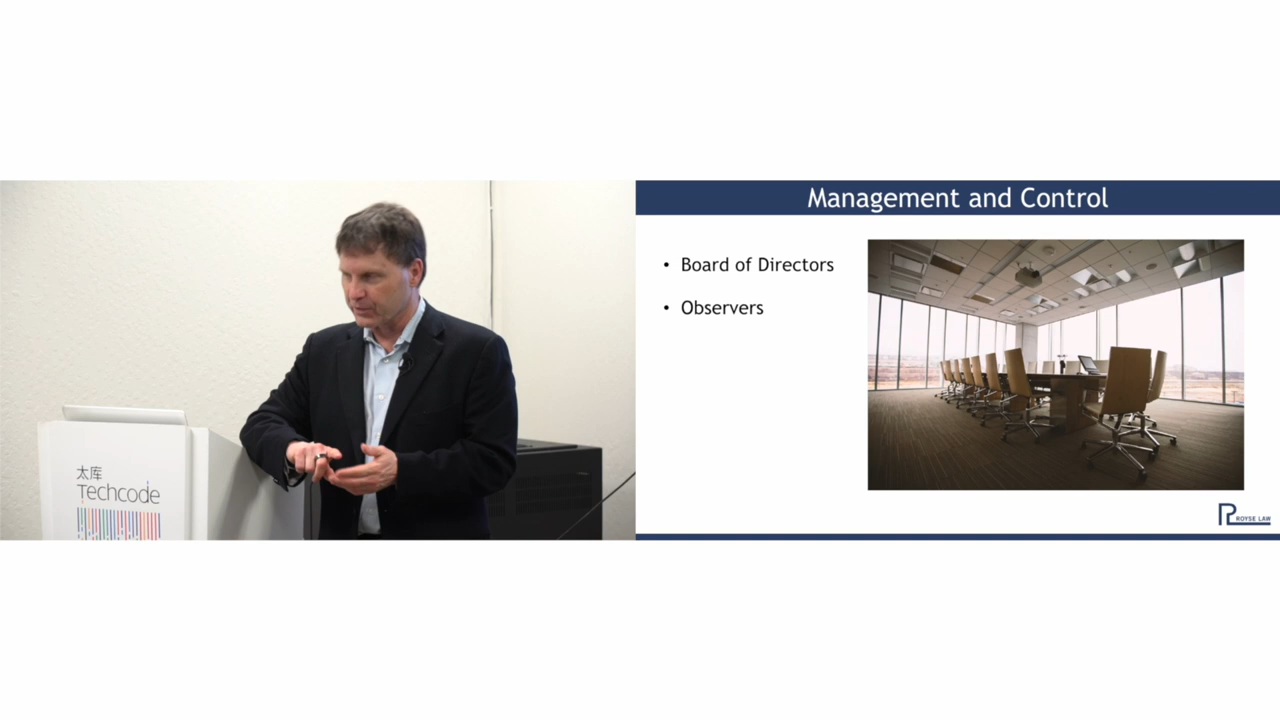 太库
Techcode
Management and Control
• Board of Directors
• Observers
ROYSE LAW